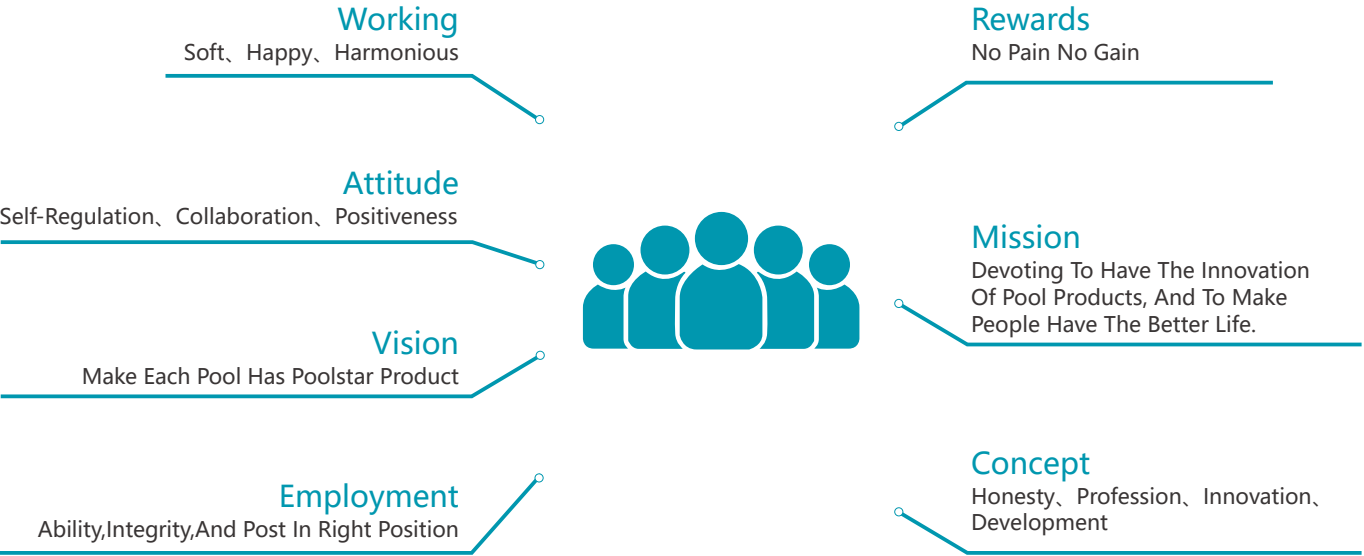 Working
Soft、Happy、Harmonious
Attitude
Self-Regulation、Collaboration、Positiveness
Vision
Make Each Pool Has Poolstar Product
Employment
Ability,Integrity,And Post In Right Position
Rewards
No Pain No Gain
Mission
Devoting To Have The Innovation
Of Pool Products, And To Make
People Have The Better Life.
Concept
Honesty、Profession、Innovation、
Development